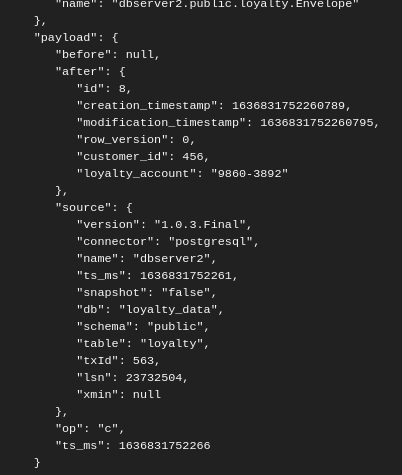 "name": "dbserver2.public.loyalty.Envelope"
},
"payload": {
"before": null,
"after": {
"id": 8,
"creation_timestamp": 1636831752260789,
"modification_timestamp": 1636831752260795,
"row_version": 0,
"customer_id": 456,
"loyalty_account": "9860-3892"
},
"source": {
"version": "1.0.3.Final",
"connector": "postgresql",
"name": "dbserver2",
"ts_ms": 1636831752261,
"snapshot": "false",
"db": "loyalty_data",
"schema": "public",
"table": "loyalty",
"txId": 563,
"lsn": 23732504,
"xmin": null
},
"op": "c",
"ts_ms": 1636831752266
}